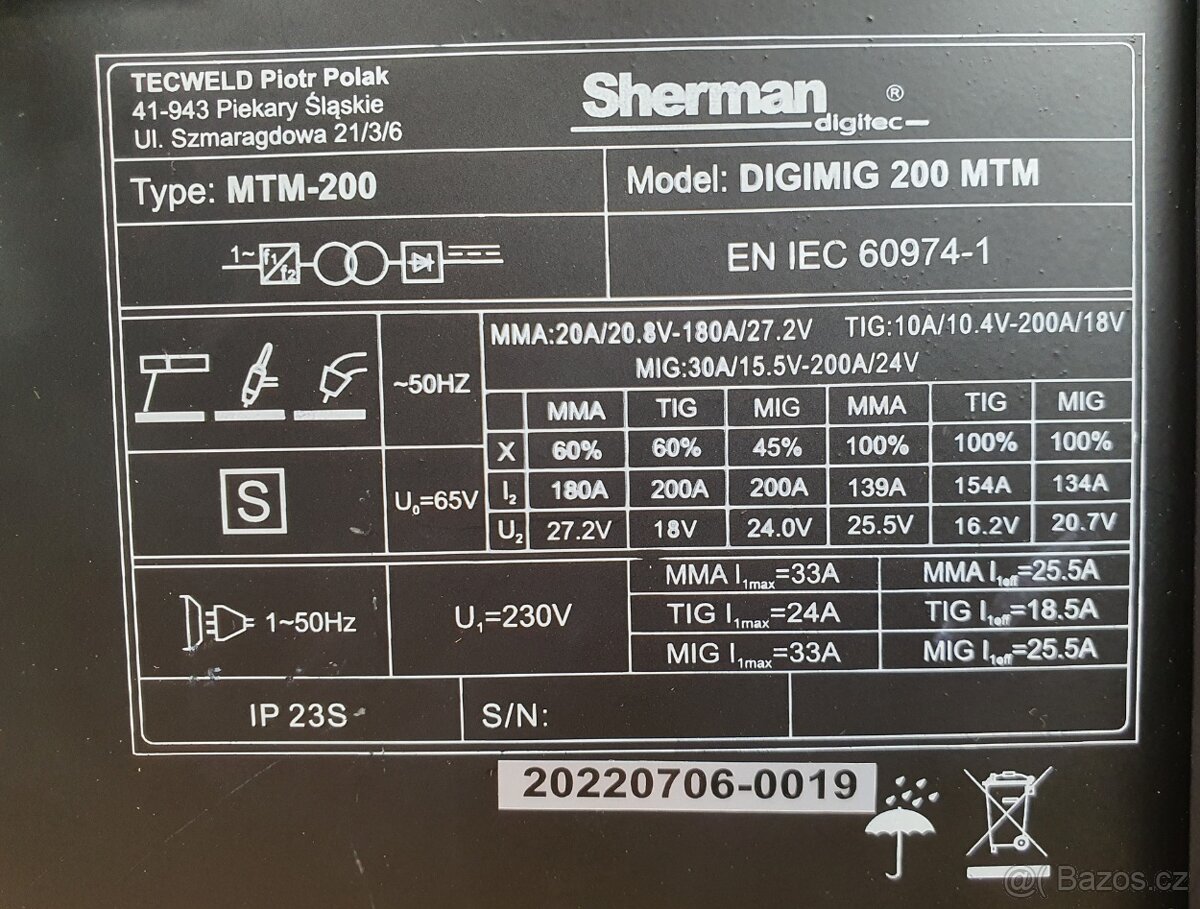 TECWELD Piotr Polak
41-943 Piekary Śląskie
Ul. Szmaragdowa 21/3/6
Sherman ®
digitec
Type: MTM-200
Model: DIGIMIG 200 MTM
1~ f1 f2
EN IEC 60974-1
~50HZ
MMA:20A/20.8V-180A/27.2V TIG:10A/10.4V-200A/18V
MIG:30A/15.5V-200A/24V
MMA TIG MIG MMA TIG MIG
X 60% 60% 45% 100% 100% 100%
S
U0=65V
I2 180A 200A 200A 139A 154A 134A
U2 27.2V 18V 24.0V 25.5V 16.2V 20.7V
1~50Hz
U1=230V
MMA I1max=33A MMA I1eff=25.5A
TIG I1max=24A TIG I1eff=18.5A
MIG I1max=33A MIG I1eff=25.5A
IP 23S
S/N:
20220706-0019
@( Bazos.cz